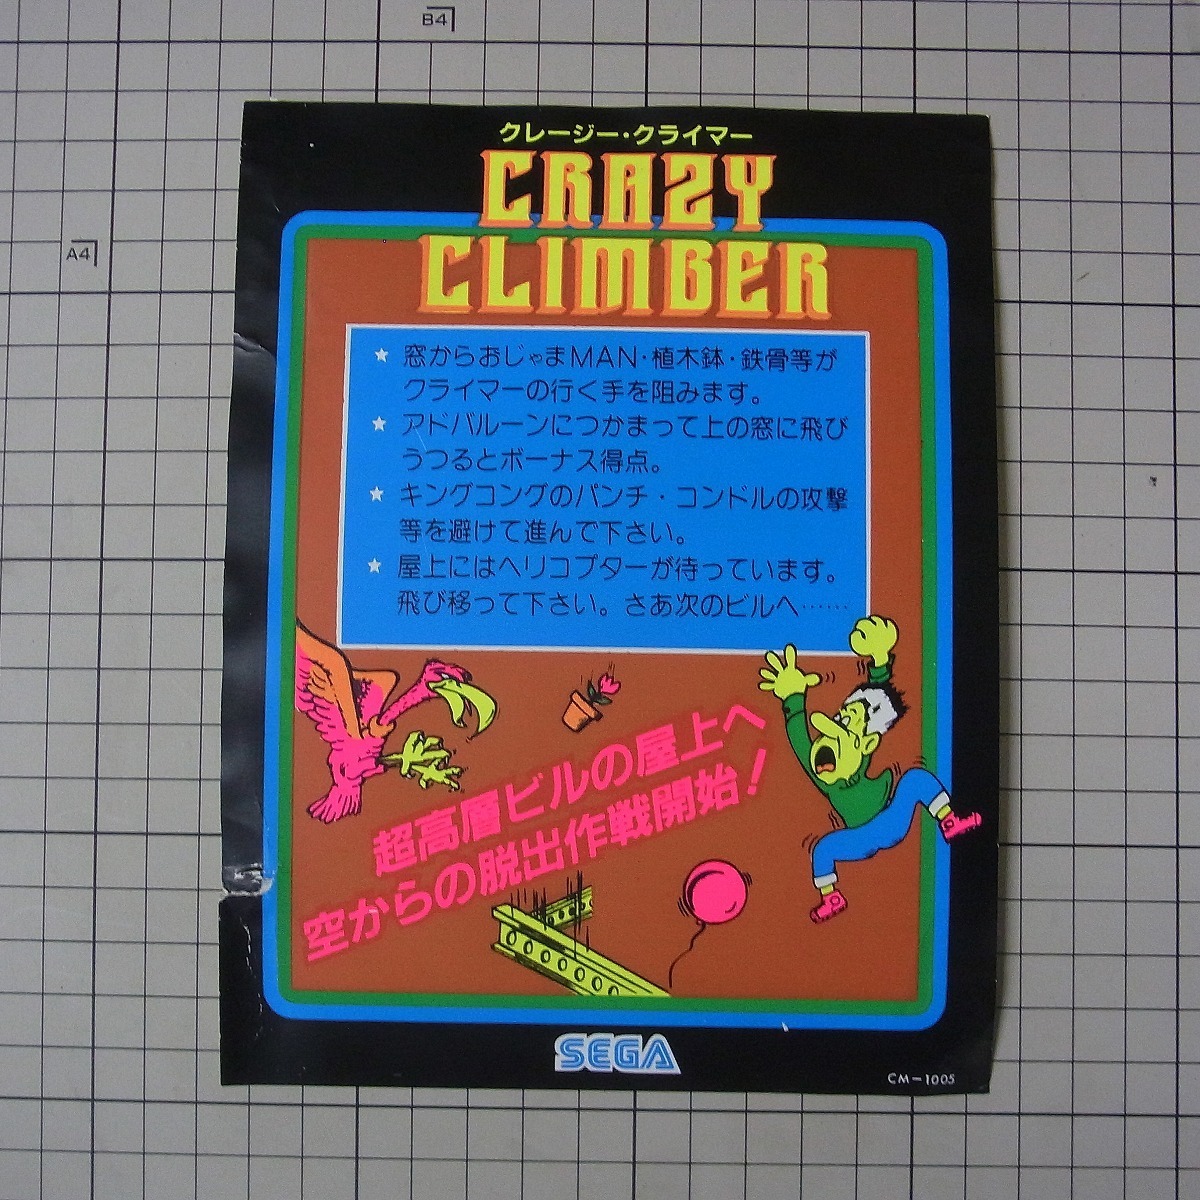 B4
A4
クレージー・クライマー
CRAZY
CLIMBER
★ 窓からおじゃまMAN・植木鉢・鉄骨等が
クライマーの行く手を阻みます。
★ アドバルーンにつかまって上の窓に飛び
うつるとボーナス得点。
★ キングコングのパンチ・コンドルの攻撃
等を避けて進んで下さい。
★ 屋上にはヘリコプターが待っています。
飛び移って下さい。さあ次のビルへ……
超高層ビルの屋上へ
空からの脱出作戦開始!
SEGA
CM-1005